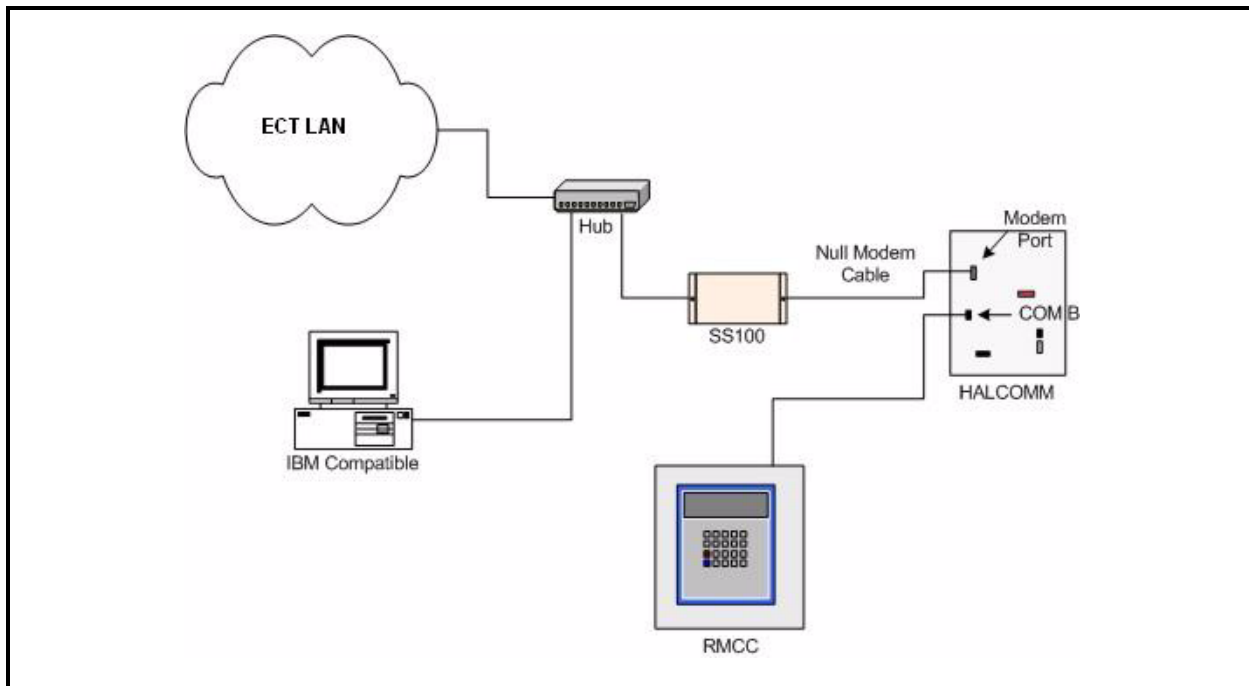 ECT LAN
Hub
Modem
Port
Null Modem
Cable
COM B
SS100
HALCOMM
IBM Compatible
RMCC